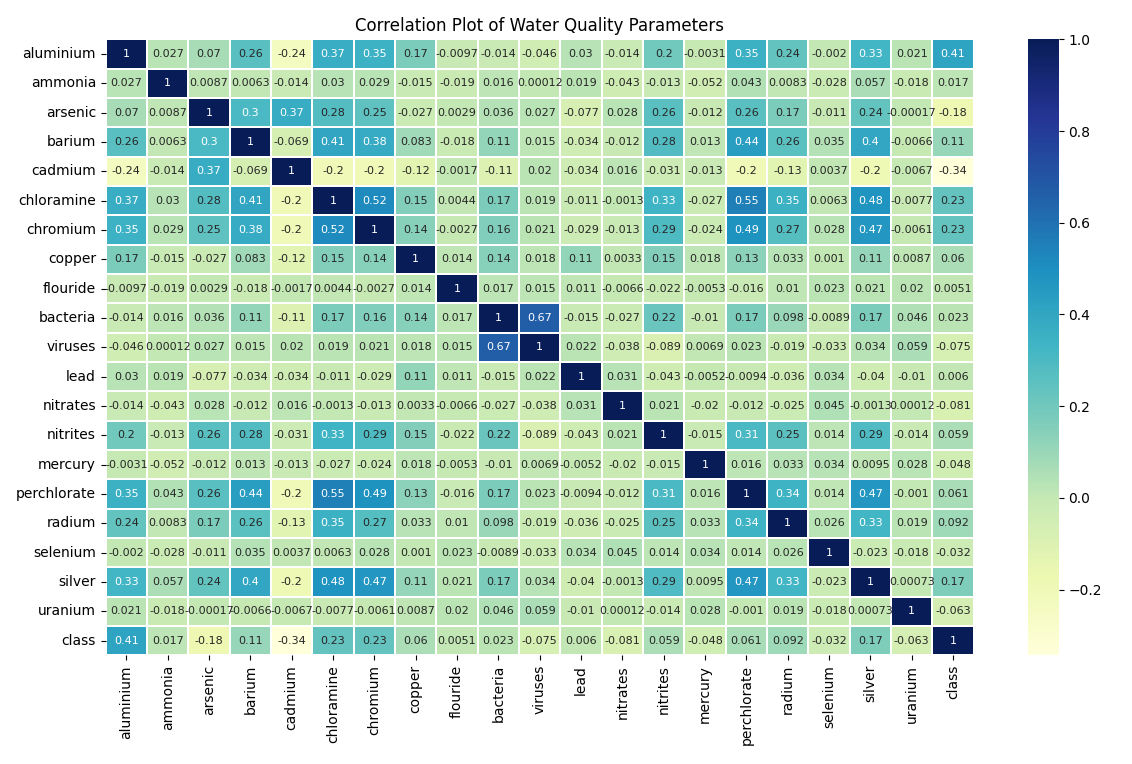 Correlation Plot of Water Quality Parameters
aluminium 1 0.027 0.07 0.26 -0.24 0.37 0.35 0.17 -0.0097 -0.014 -0.046 0.03 -0.014 0.2 -0.0031 0.35 0.24 -0.002 0.33 0.021 0.41
ammonia 0.027 1 0.0087 0.0063 -0.014 0.03 0.029 -0.015 -0.019 0.016 0.00012 0.019 -0.043 -0.013 -0.052 0.043 0.0083 -0.028 0.057 -0.018 0.017
arsenic 0.07 0.0087 1 0.3 0.37 0.28 0.25 -0.027 0.0029 0.036 0.027 -0.077 0.028 0.26 -0.012 0.26 0.17 -0.011 0.24 -0.00017 -0.18
barium 0.26 0.0063 0.3 1 -0.069 0.41 0.38 0.083 -0.018 0.11 0.015 -0.034 -0.012 0.28 0.013 0.44 0.26 0.035 0.4 -0.0066 0.11
cadmium -0.24 -0.014 0.37 -0.069 1 -0.2 -0.2 -0.12 -0.0017 -0.11 0.02 -0.034 0.016 -0.031 -0.013 -0.2 -0.13 0.0037 -0.2 -0.0067 -0.34
chloramine 0.37 0.03 0.28 0.41 -0.2 1 0.52 0.15 0.0044 0.17 0.019 -0.011 -0.0013 0.33 -0.027 0.55 0.35 0.0063 0.48 -0.0077 0.23
chromium 0.35 0.029 0.25 0.38 -0.2 0.52 1 0.14 -0.0027 0.16 0.021 -0.029 -0.013 0.29 -0.024 0.49 0.27 0.028 0.47 -0.0061 0.23
copper 0.17 -0.015 -0.027 0.083 -0.12 0.15 0.14 1 0.014 0.14 0.018 0.11 0.0033 0.15 0.018 0.13 0.033 0.001 0.11 0.0087 0.06
flouride -0.0097 -0.019 0.0029 -0.018 -0.0017 0.0044 -0.0027 0.014 1 0.017 0.015 0.011 -0.0066 -0.022 -0.0053 -0.016 0.01 0.023 0.021 0.02 0.0051
bacteria -0.014 0.016 0.036 0.11 -0.11 0.17 0.16 0.14 0.017 1 0.67 -0.015 -0.027 0.22 -0.01 0.17 0.098 -0.0089 0.17 0.046 0.023
viruses -0.046 0.00012 0.027 0.015 0.02 0.019 0.021 0.018 0.015 0.67 1 0.022 -0.038 -0.089 0.0069 0.023 -0.019 -0.033 0.034 0.059 -0.075
lead 0.03 0.019 -0.077 -0.034 -0.034 -0.011 -0.029 0.11 0.011 -0.015 0.022 1 0.031 -0.043 -0.0052 -0.0094 -0.036 0.034 -0.04 -0.01 0.006
nitrates -0.014 -0.043 0.028 -0.012 0.016 -0.0013 -0.013 0.0033 -0.0066 -0.027 -0.038 0.031 1 0.021 -0.02 -0.012 -0.025 0.045 -0.0013 0.00012 -0.081
nitrites 0.2 -0.013 0.26 0.28 -0.031 0.33 0.29 0.15 -0.022 0.22 -0.089 -0.043 0.021 1 -0.015 0.31 0.25 0.014 0.29 -0.014 0.059
mercury -0.0031 -0.052 -0.012 0.013 -0.013 -0.027 -0.024 0.018 -0.0053 -0.01 0.0069 -0.0052 -0.02 -0.015 1 0.016 0.033 0.034 0.0095 0.028 -0.048
perchlorate 0.35 0.043 0.26 0.44 -0.2 0.55 0.49 0.13 -0.016 0.17 0.023 -0.0094 -0.012 0.31 0.016 1 0.34 0.014 0.47 -0.001 0.061
radium 0.24 0.0083 0.17 0.26 -0.13 0.35 0.27 0.033 0.01 0.098 -0.019 -0.036 -0.025 0.25 0.033 0.34 1 0.026 0.33 0.019 0.092
selenium -0.002 -0.028 -0.011 0.035 0.0037 0.0063 0.028 0.001 0.023 -0.0089 -0.033 0.034 0.045 0.014 0.034 0.014 0.026 1 -0.023 -0.018 -0.032
silver 0.33 0.057 0.24 0.4 -0.2 0.48 0.47 0.11 0.021 0.17 0.034 -0.04 -0.0013 0.29 0.0095 0.47 0.33 -0.023 1 0.00073 0.17
uranium 0.021 -0.018 -0.00017 -0.0066 -0.0067 -0.0077 -0.0061 0.0087 0.02 0.046 0.059 -0.01 0.00012 -0.014 0.028 -0.001 0.019 -0.018 0.00073 1 -0.063
class 0.41 0.017 -0.18 0.11 -0.34 0.23 0.23 0.06 0.0051 0.023 -0.075 0.006 -0.081 0.059 -0.048 0.061 0.092 -0.032 0.17 -0.063 1
aluminium ammonia arsenic barium cadmium chloramine chromium copper flouride bacteria viruses lead nitrates nitrites mercury perchlorate radium selenium silver uranium class
1.0
0.8
0.6
0.4
0.2
0.0
−0.2